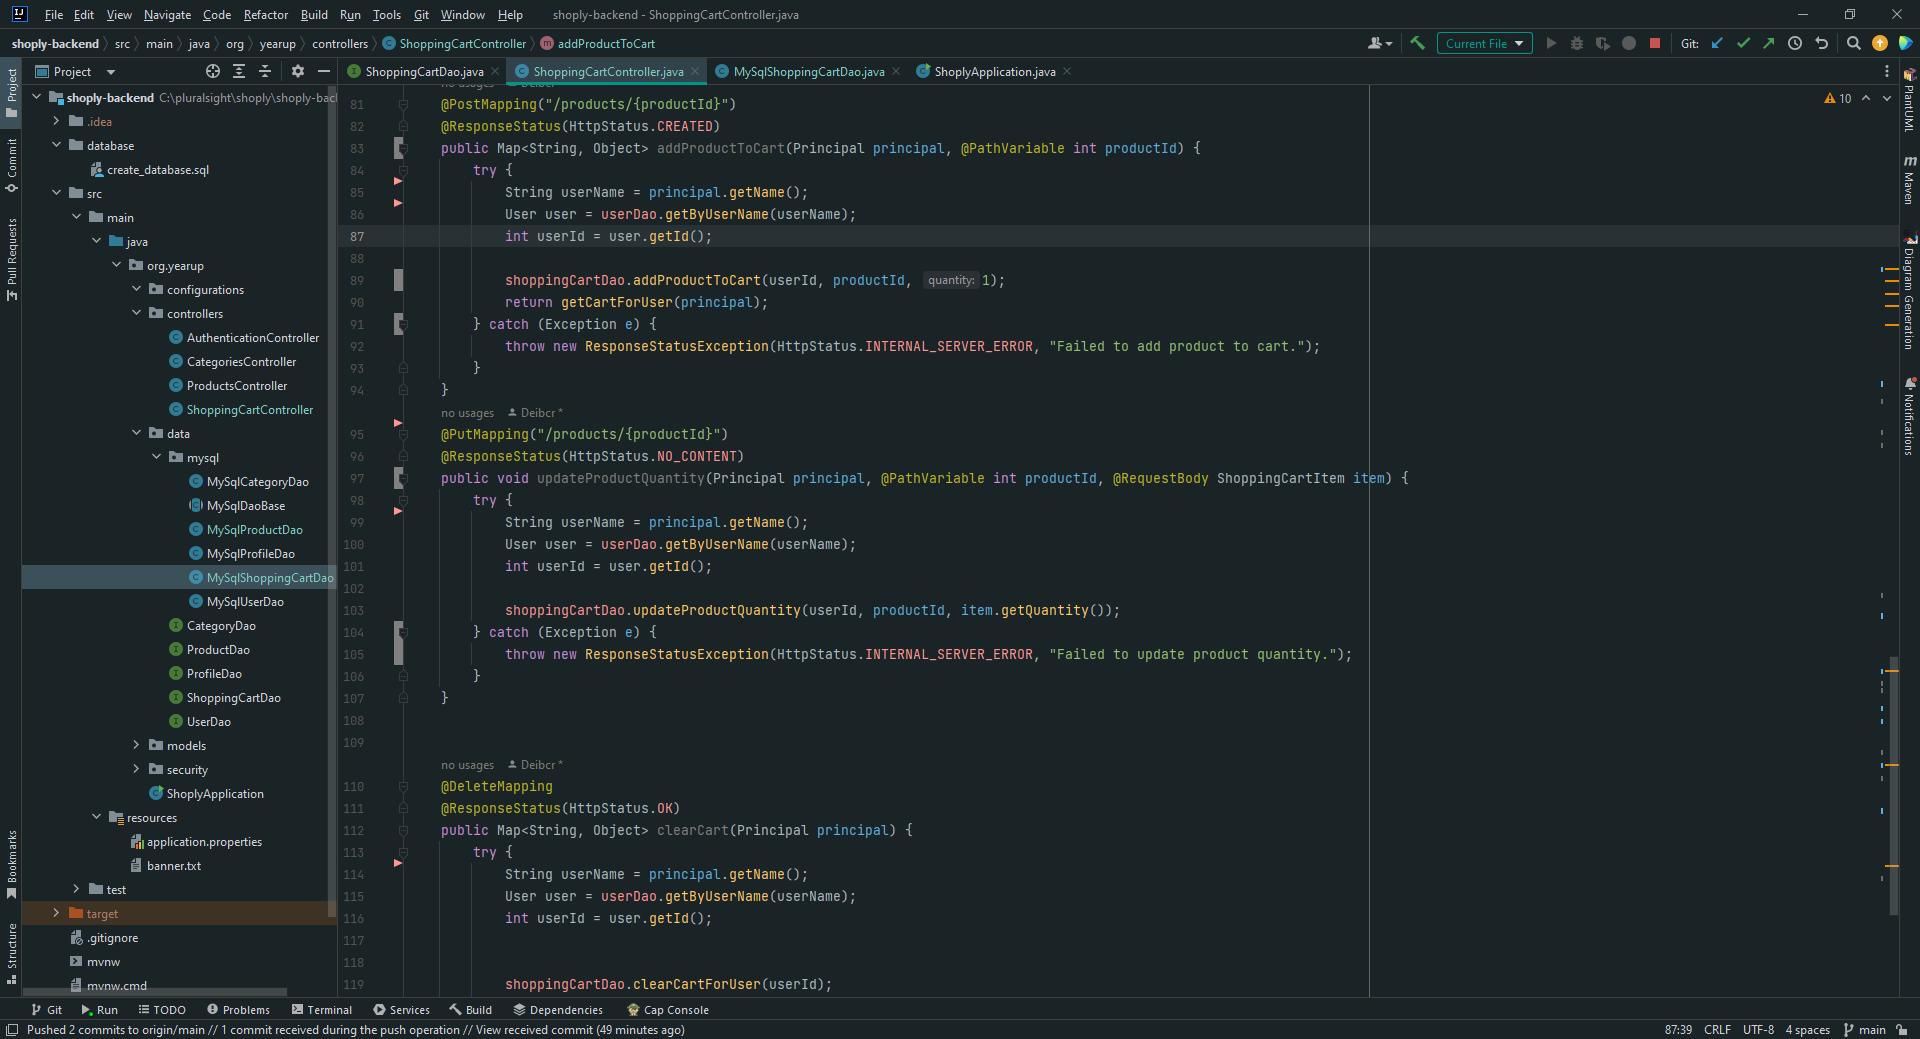 File Edit View Navigate Code Refactor Build Run Tools Git Window Help shoply-backend - ShoppingCartController.java
shoply-backend src main java org yearup controllers ShoppingCartController addProductToCart Current File Git:
Project
ShoppingCartDao.java ShoppingCartController.java MySqlShoppingCartDao.java ShoplyApplication.java
shoply-backend C:\pluralsight\shoply\shoply-bac
.idea
database
create_database.sql
src
main
java
org.yearup
configurations
controllers
AuthenticationController
CategoriesController
ProductsController
ShoppingCartController
data
mysql
MySqlCategoryDao
MySqlDaoBase
MySqlProductDao
MySqlProfileDao
MySqlShoppingCartDao
MySqlUserDao
CategoryDao
ProductDao
ProfileDao
ShoppingCartDao
UserDao
models
security
ShoplyApplication
resources
application.properties
banner.txt
test
target
.gitignore
mvnw
mvnw.cmd
Project
Commit
Pull Requests
Bookmarks
Structure
10
no usages Deibcr *
81 @PostMapping("/products/{productId}")
82 @ResponseStatus(HttpStatus.CREATED)
83 public Map<String, Object> addProductToCart(Principal principal, @PathVariable int productId) {
84 try {
85 String userName = principal.getName();
86 User user = userDao.getByUserName(userName);
87 int userId = user.getId();
88
89 shoppingCartDao.addProductToCart(userId, productId, quantity: 1);
90 return getCartForUser(principal);
91 } catch (Exception e) {
92 throw new ResponseStatusException(HttpStatus.INTERNAL_SERVER_ERROR, "Failed to add product to cart.");
93 }
94 }
no usages Deibcr *
95 @PutMapping("/products/{productId}")
96 @ResponseStatus(HttpStatus.NO_CONTENT)
97 public void updateProductQuantity(Principal principal, @PathVariable int productId, @RequestBody ShoppingCartItem item) {
98 try {
99 String userName = principal.getName();
100 User user = userDao.getByUserName(userName);
101 int userId = user.getId();
102
103 shoppingCartDao.updateProductQuantity(userId, productId, item.getQuantity());
104 } catch (Exception e) {
105 throw new ResponseStatusException(HttpStatus.INTERNAL_SERVER_ERROR, "Failed to update product quantity.");
106 }
107 }
108
109
no usages Deibcr *
110 @DeleteMapping
111 @ResponseStatus(HttpStatus.OK)
112 public Map<String, Object> clearCart(Principal principal) {
113 try {
114 String userName = principal.getName();
115 User user = userDao.getByUserName(userName);
116 int userId = user.getId();
117
118
119 shoppingCartDao.clearCartForUser(userId);
PlantUML
Maven
Diagram Generation
Notifications
Git Run TODO Problems Terminal Services Build Dependencies Cap Console
Pushed 2 commits to origin/main // 1 commit received during the push operation // View received commit (49 minutes ago) 87:39 CRLF UTF-8 4 spaces main